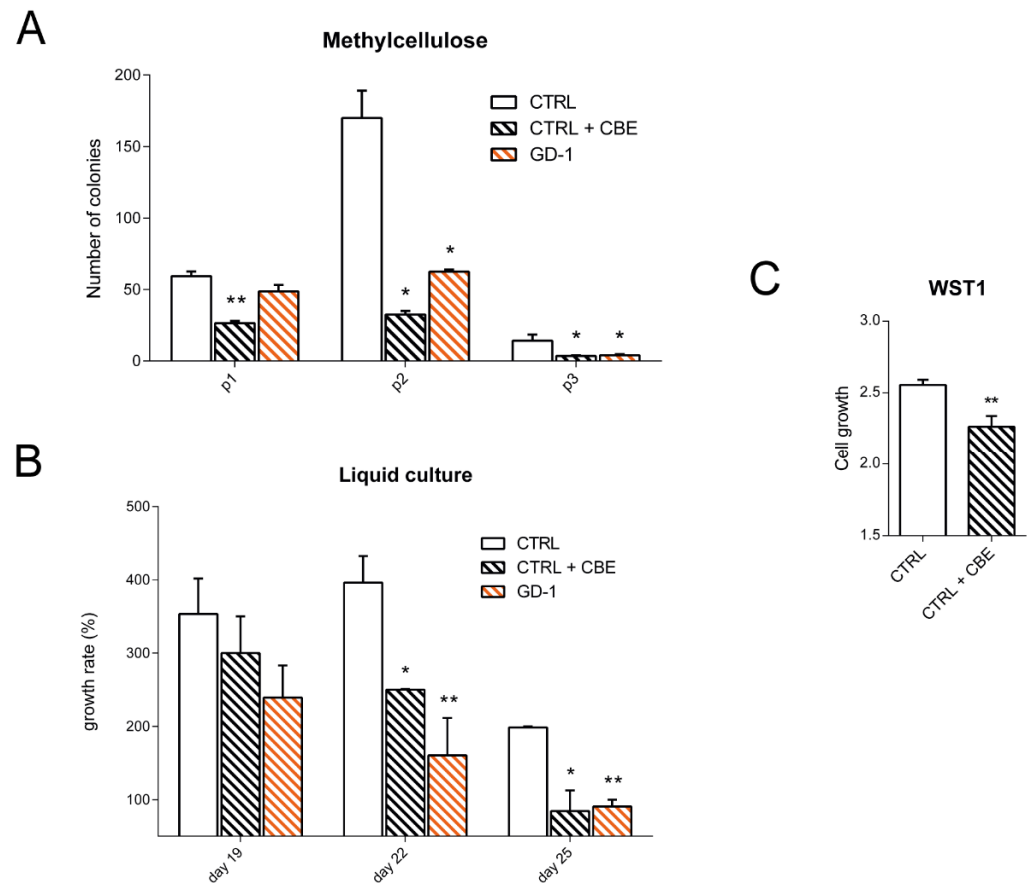 A
Methylcellulose
200
150
100
50
0
Number of colonies
CTRL
CTRL + CBE
GD-1
**
*
*
*
*
p1
p2
p3
B
Liquid culture
500
400
300
200
100
growth rate (%)
CTRL
CTRL + CBE
GD-1
*
**
*
**
day 19
day 22
day 25
C
WST1
3.0
2.5
2.0
1.5
Cell growth
**
CTRL
CTRL + CBE